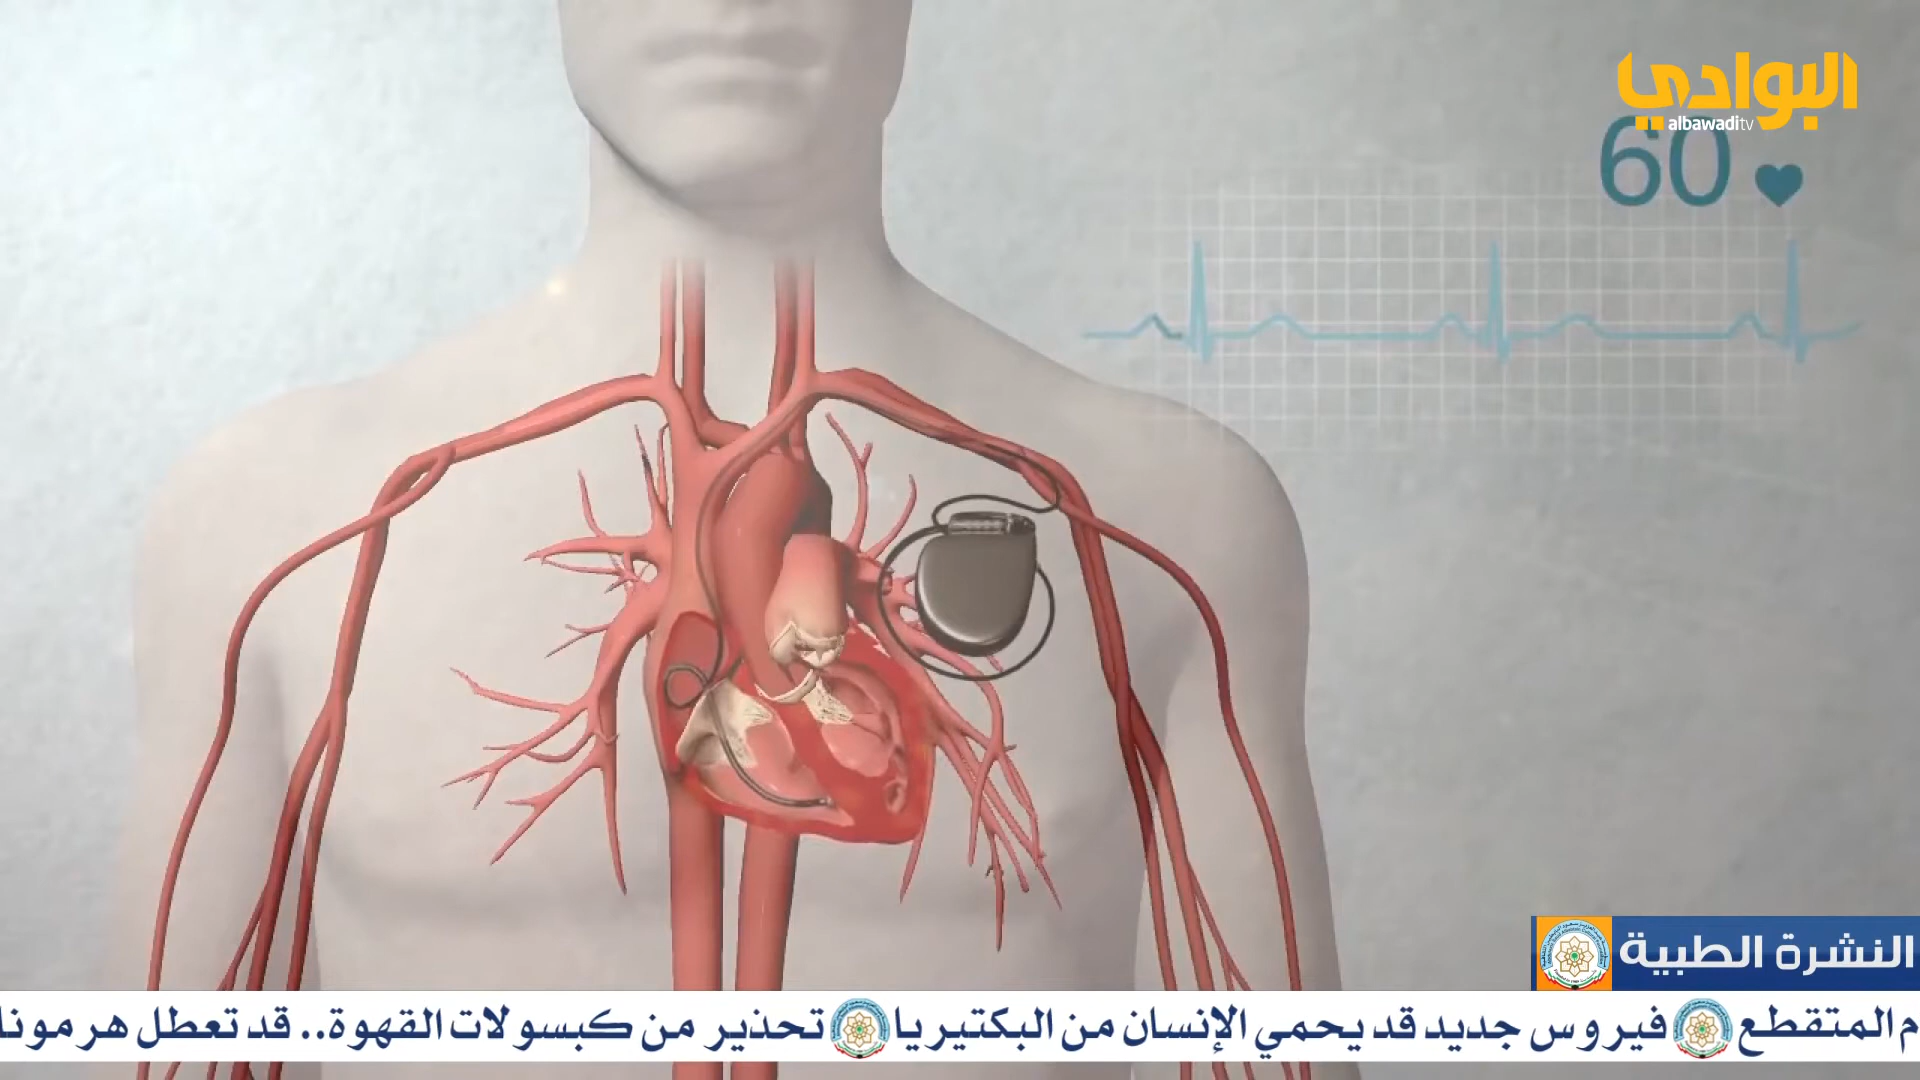 البوادي
albawaditv
60
النشرة الطبية
م المتقطع فيروس جديد قد يحمي الإنسان من البكتيريا تحذير من كبسولات القهوة.. قد تعطل هرمونا